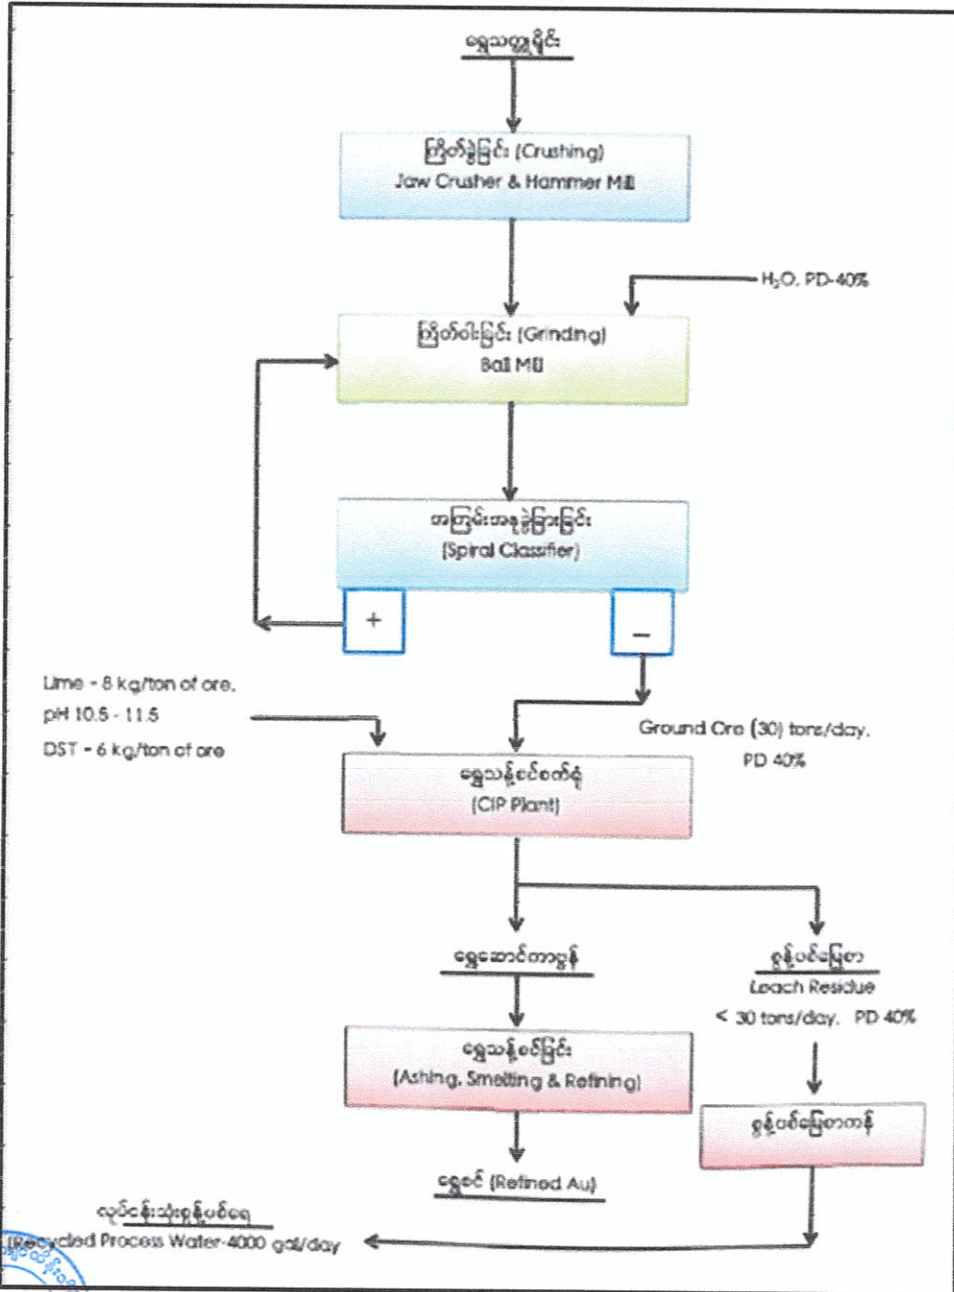 ရွှေသတ္တုရိုင်း
ကြိတ်ခွဲခြင်း (Crushing)
Jaw Crusher & Hammer Mill
H₂O, PD-40%
ကြိတ်ဝါးခြင်း (Grinding)
Ball Mill
အကြမ်းအနုခွဲခြားခြင်း
(Spiral Classifier)
+
–
Lime - 8 kg/ton of ore,
pH 10.5 - 11.5
DST - 6 kg/ton of ore
Ground Ore (30) tons/day,
PD 40%
ရွှေသန့်စင်စက်ရုံ
(CIP Plant)
ရွှေဆောင်ကာဗွန်
စွန့်ပစ်မြေစာ
Leach Residue
< 30 tons/day, PD 40%
ရွှေသန့်စင်ခြင်း
(Ashing, Smelting & Refining)
စွန့်ပစ်မြေစာကန်
ရွှေစင် (Refined Au)
လုပ်ငန်းသုံးစွန့်ပစ်ရေ
(Recycled Process Water-4000 gal/day